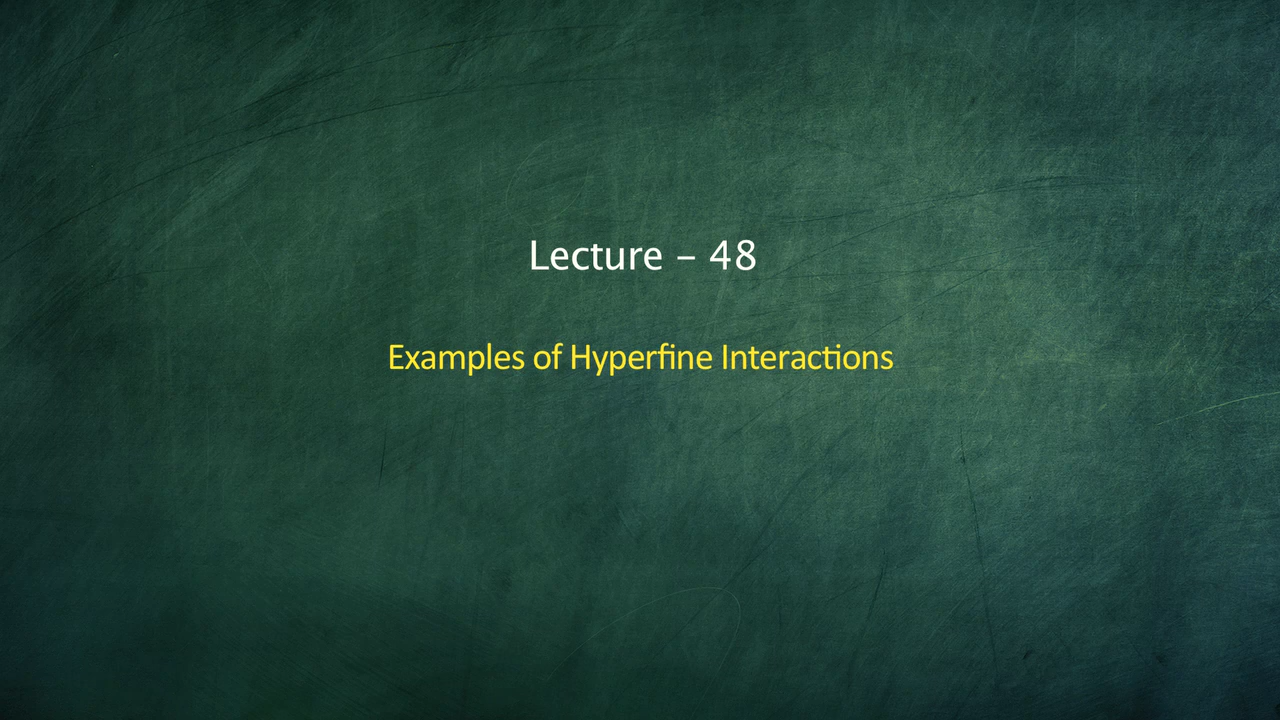 Lecture – 48
Examples of Hyperfine Interactions